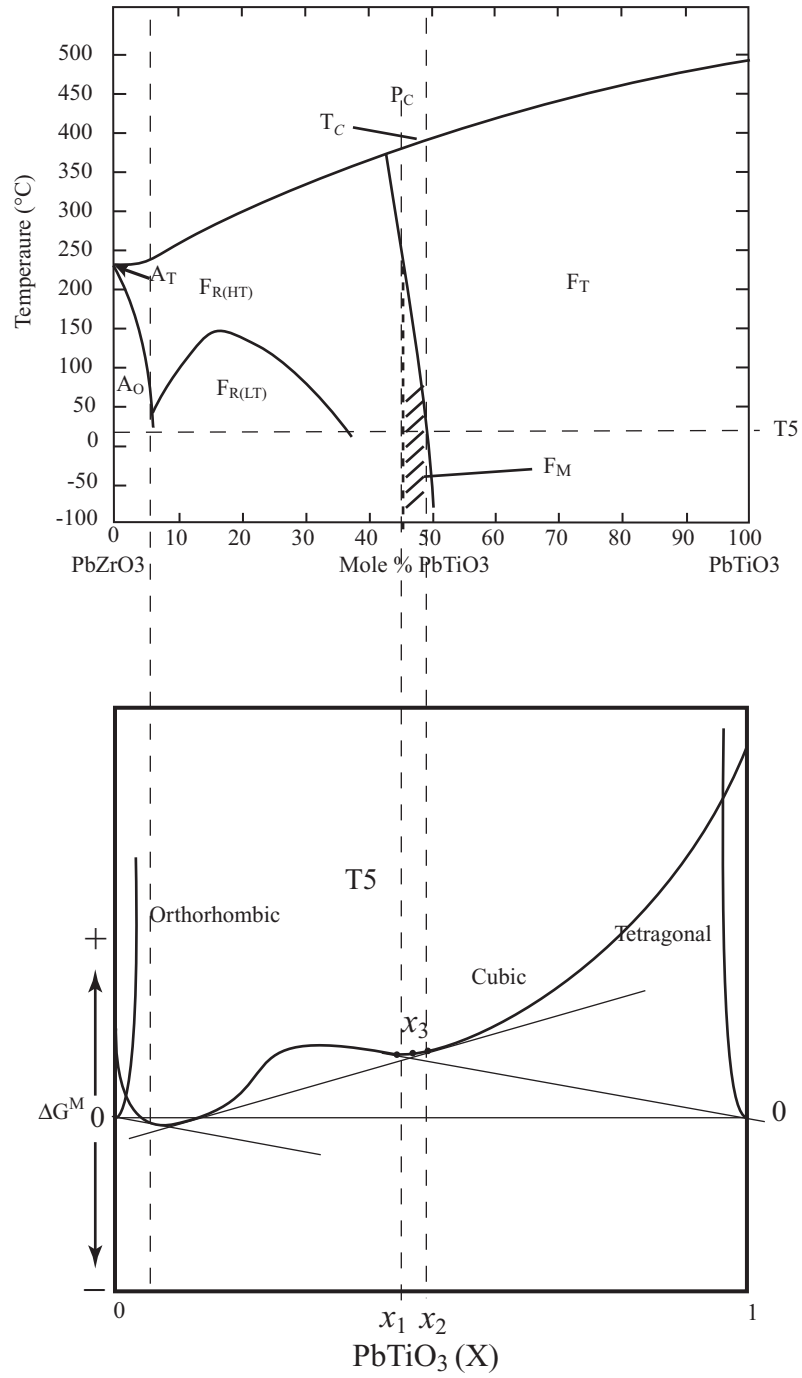 500
450
400
350
300
250
200
150
100
50
0
-50
-100
Temperaure (°C)
P_C
T_C
A_T
F_R(HT)
F_T
A_O
F_R(LT)
T5
F_M
0 10 20 30 40 50 60 70 80 90 100
PbZrO3 Mole % PbTiO3 PbTiO3
T5
Orthorhombic
Tetragonal
Cubic
x_3
+
ΔG^M 0 0
−
0 x_1 x_2 1
PbTiO_3 (X)